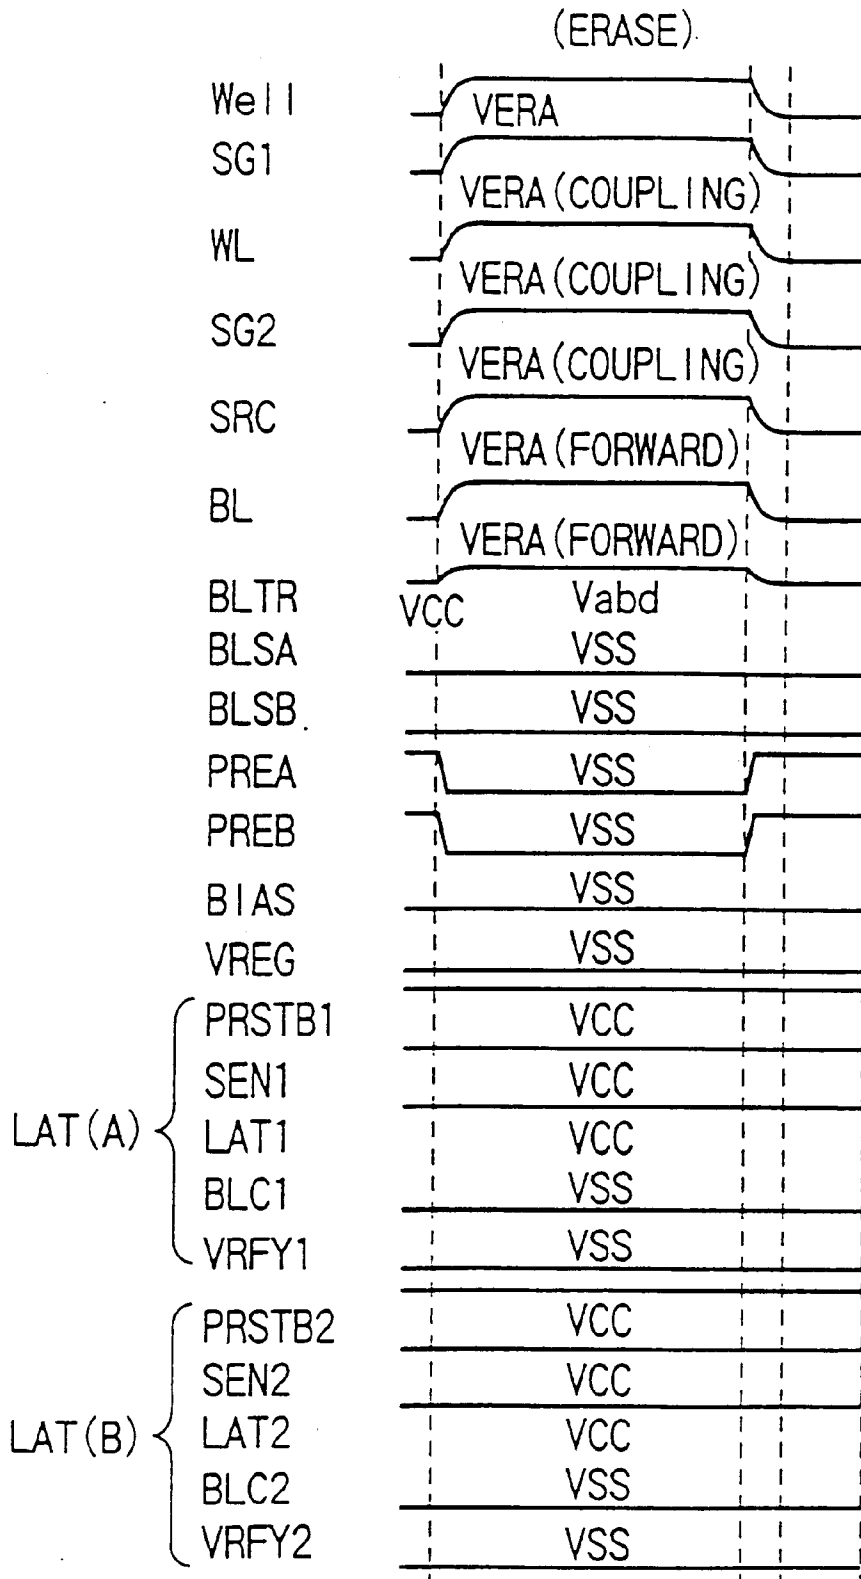 (ERASE)
Well VERA
SG1 VERA(COUPLING)
WL VERA(COUPLING)
SG2 VERA(COUPLING)
SRC VERA(FORWARD)
BL VERA(FORWARD)
BLTR VCC Vabd
BLSA VSS
BLSB VSS
PREA VSS
PREB VSS
BIAS VSS
VREG VSS
LAT(A)
PRSTB1 VCC
SEN1 VCC
LAT1 VCC
BLC1 VSS
VRFY1 VSS
LAT(B)
PRSTB2 VCC
SEN2 VCC
LAT2 VCC
BLC2 VSS
VRFY2 VSS